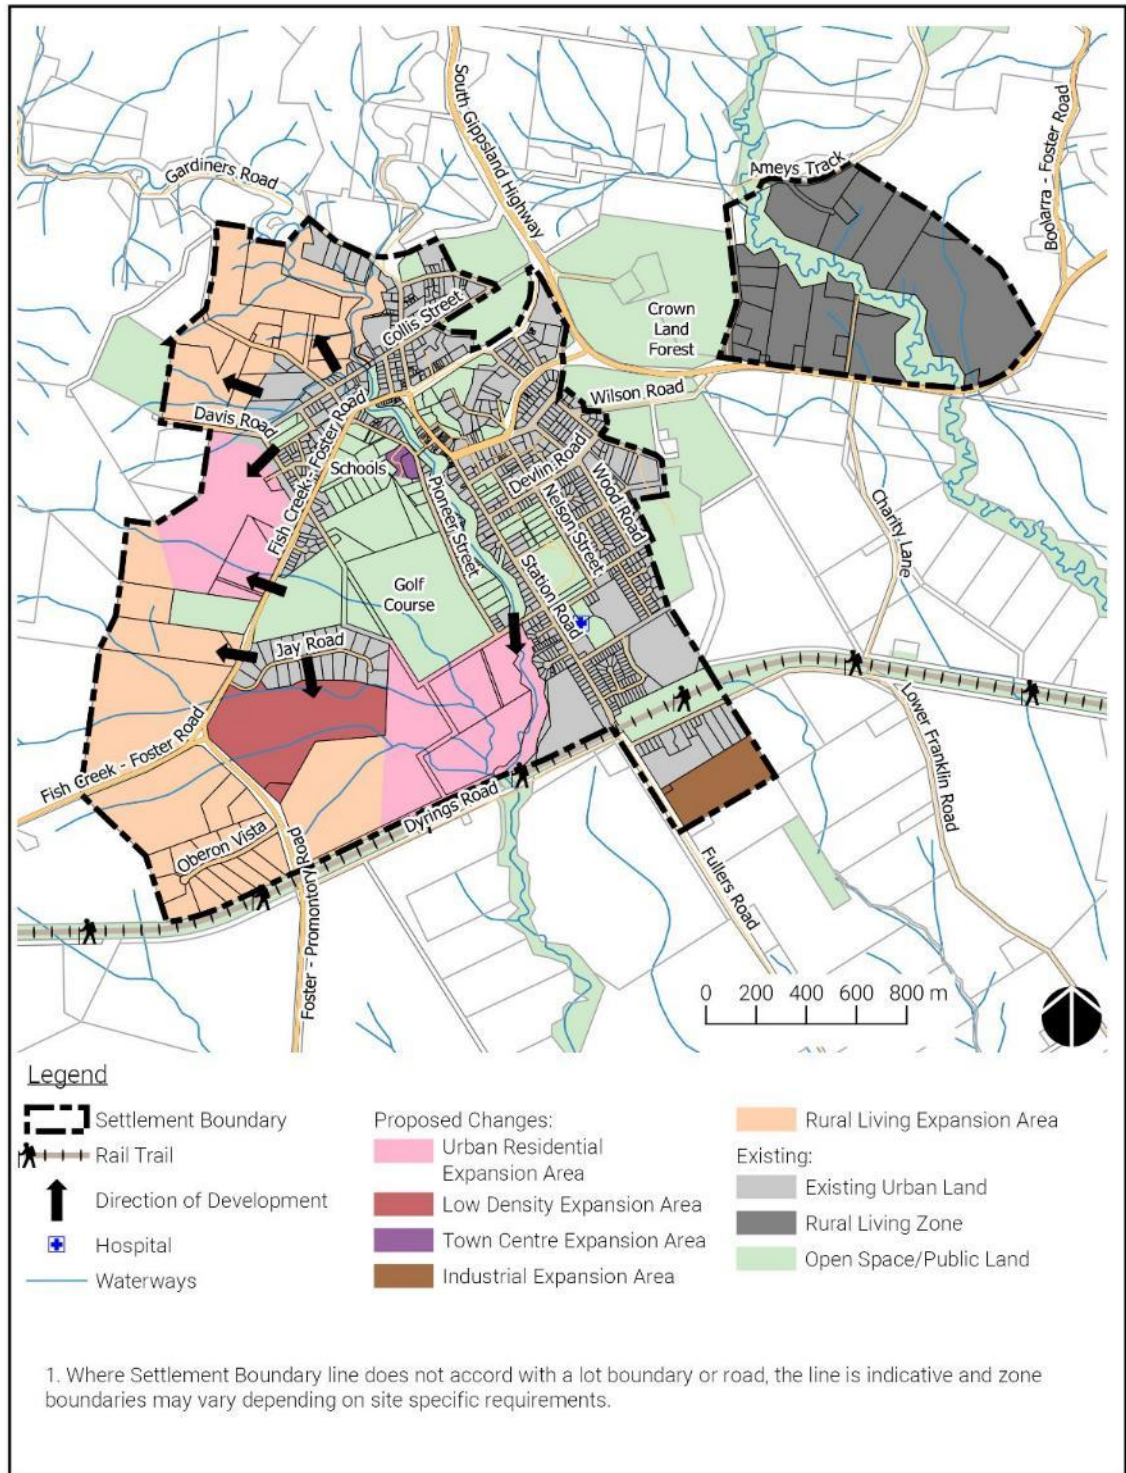 South Gippsland Highway
Gardiners Road
Ameys Track
Boolarra - Foster Road
Collis Street
Crown
Land
Forest
Wilson Road
Davis Road
Fish Creek - Foster Road
Schools
Devlin Road
Wood Road
Nelson Street
Pioneer Street
Charity Lane
Station Road
Golf
Course
Jay Road
Lower Franklin Road
Fish Creek - Foster Road
Dyrings Road
Oberon Vista
Foster - Promontory Road
Fullers Road
0 200 400 600 800 m
Legend
Settlement Boundary
Rail Trail
Direction of Development
Hospital
Waterways
Proposed Changes:
Urban Residential
Expansion Area
Low Density Expansion Area
Town Centre Expansion Area
Industrial Expansion Area
Rural Living Expansion Area
Existing:
Existing Urban Land
Rural Living Zone
Open Space/Public Land
1. Where Settlement Boundary line does not accord with a lot boundary or road, the line is indicative and zone
boundaries may vary depending on site specific requirements.